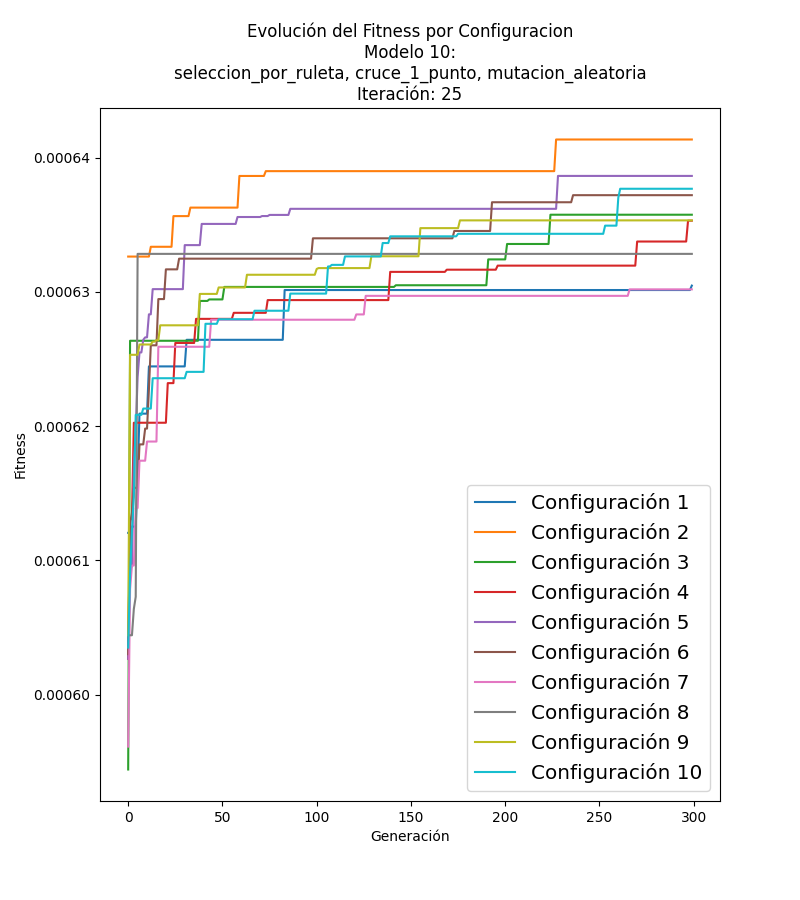 Evolución del Fitness por Configuracion
Modelo 10:
seleccion_por_ruleta, cruce_1_punto, mutacion_aleatoria
Iteración: 25
0.00064
0.00063
0.00062
0.00061
0.00060
Fitness
Configuración 1
Configuración 2
Configuración 3
Configuración 4
Configuración 5
Configuración 6
Configuración 7
Configuración 8
Configuración 9
Configuración 10
0 50 100 150 200 250 300
Generación